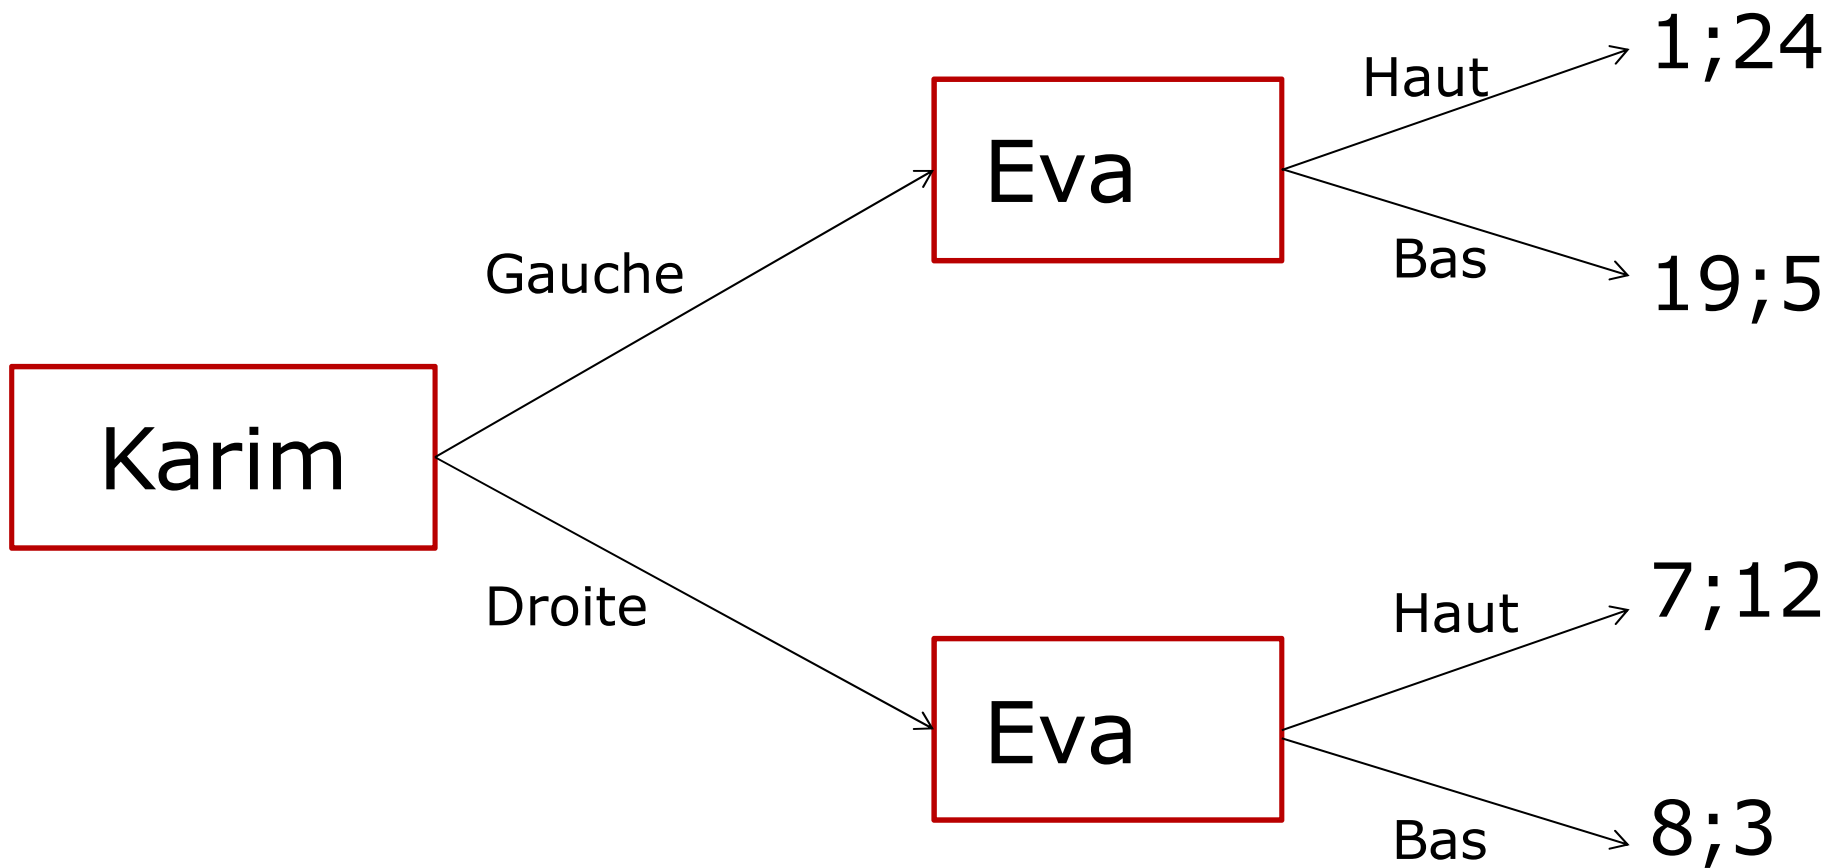 Haut
1;24
Eva
Gauche
Bas
19;5
Karim
Droite
Haut
7;12
Eva
Bas
8;3